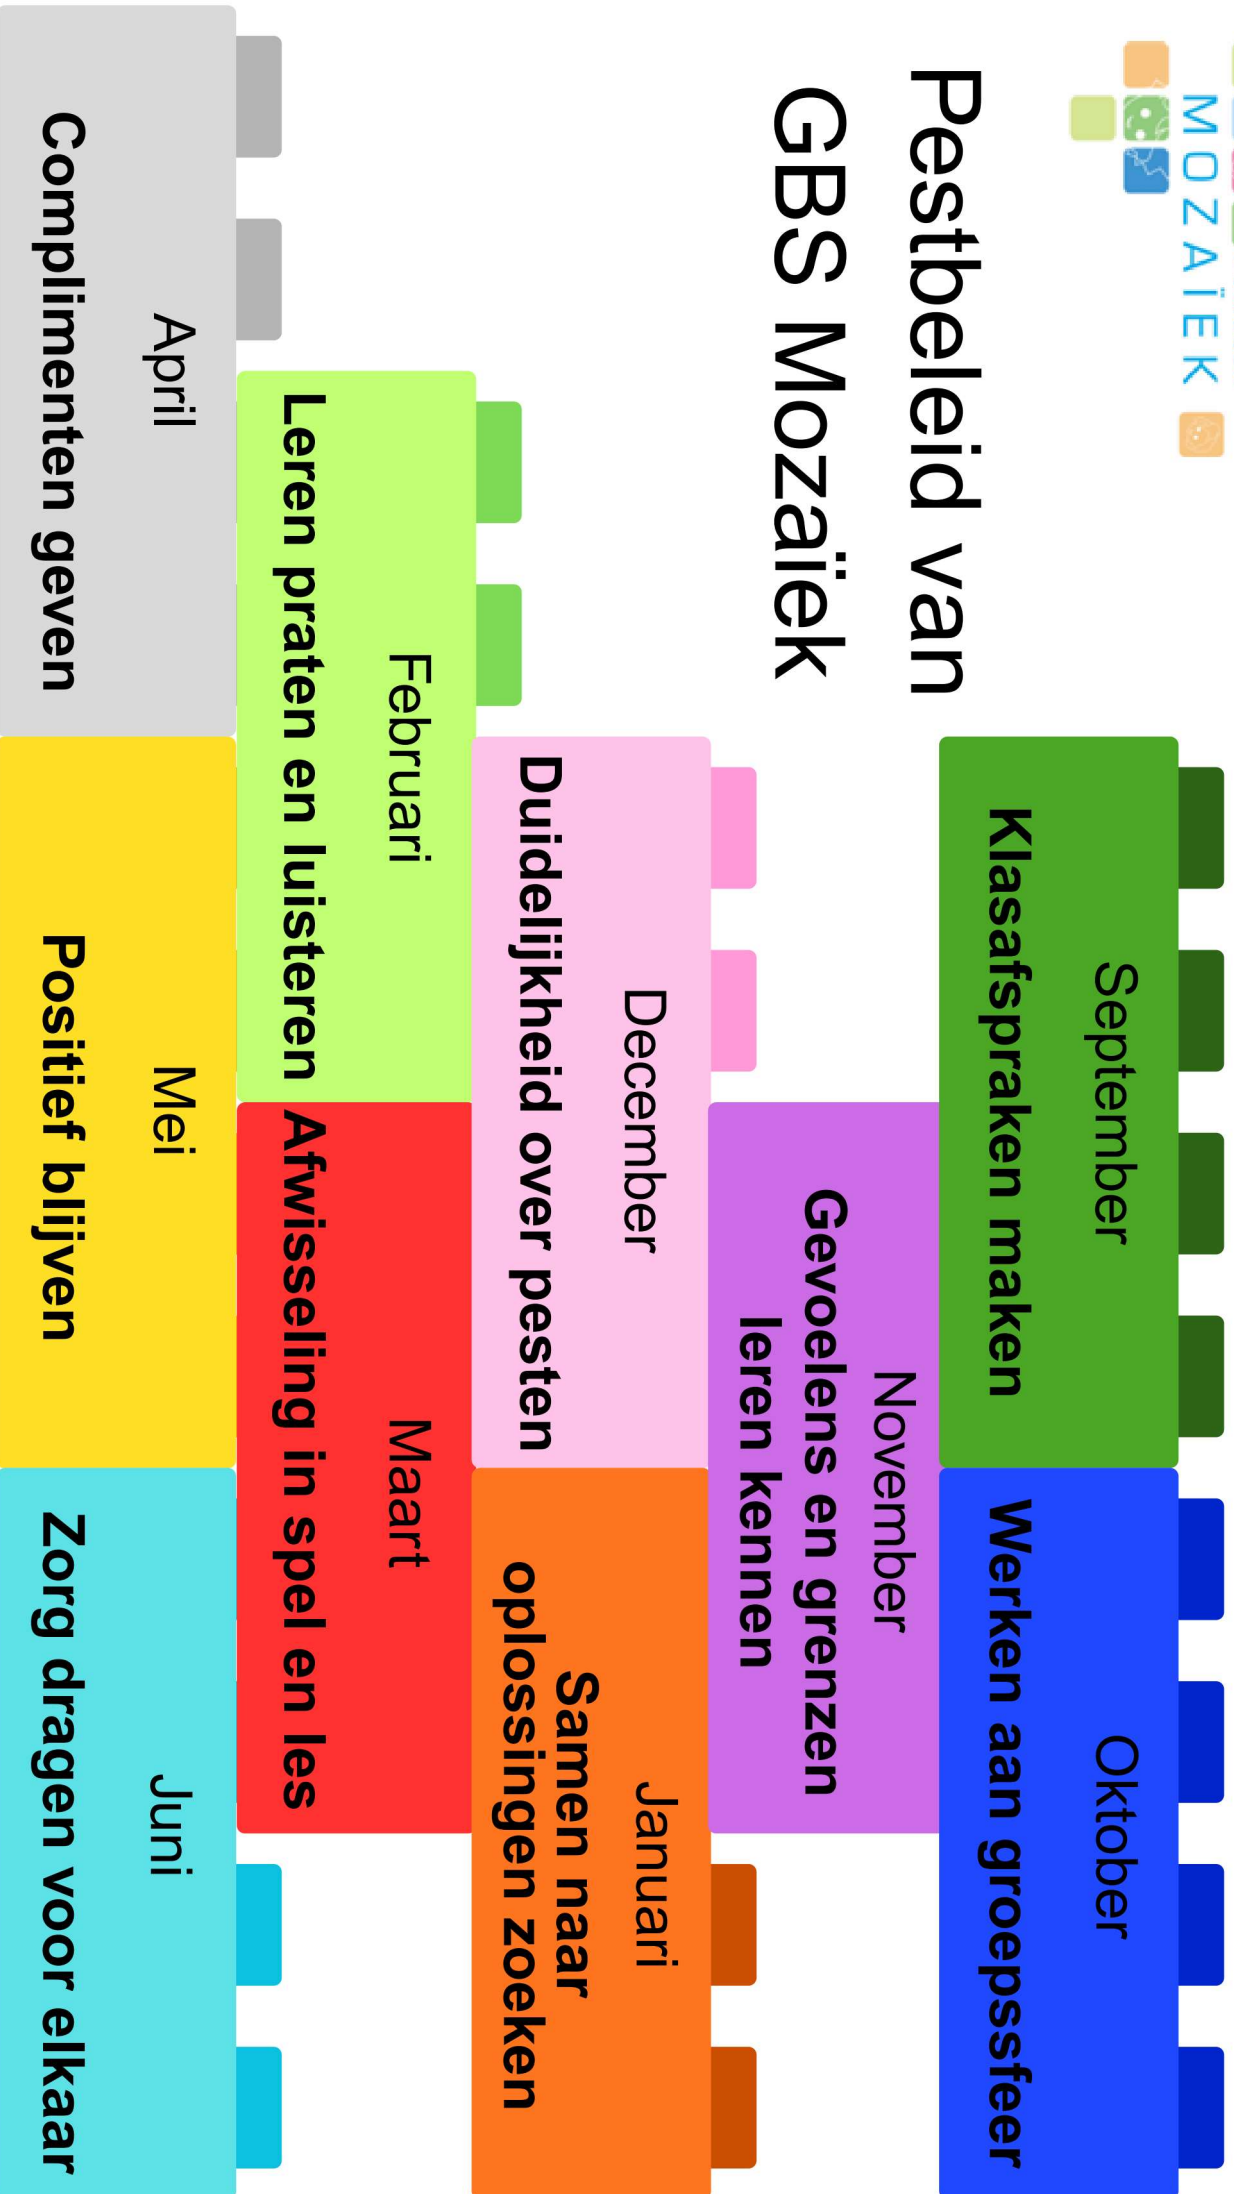 MOZAÏEK
Pestbeleid van
GBS Mozaïek
September
Klasafspraken maken
Oktober
Werken aan groepssfeer
November
Gevoelens en grenzen
leren kennen
December
Duidelijkheid over pesten
Januari
Samen naar
oplossingen zoeken
Februari
Leren praten en luisteren
Maart
Afwisseling in spel en les
April
Complimenten geven
Mei
Positief blijven
Juni
Zorg dragen voor elkaar